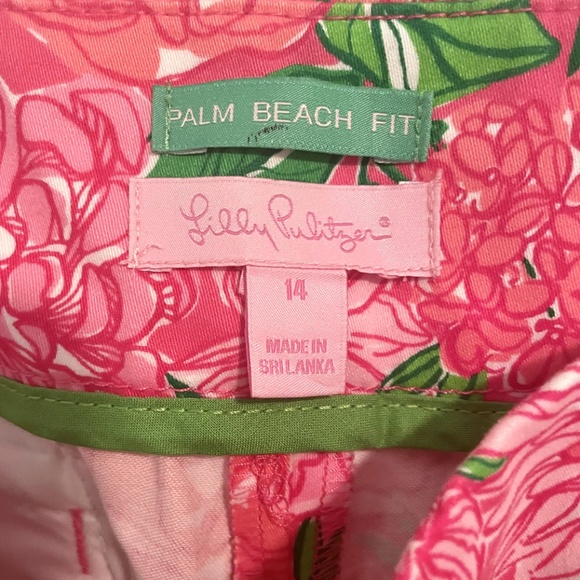 PALM BEACH FIT
Lilly Pulitzer®
14
MADE IN
SRI LANKA